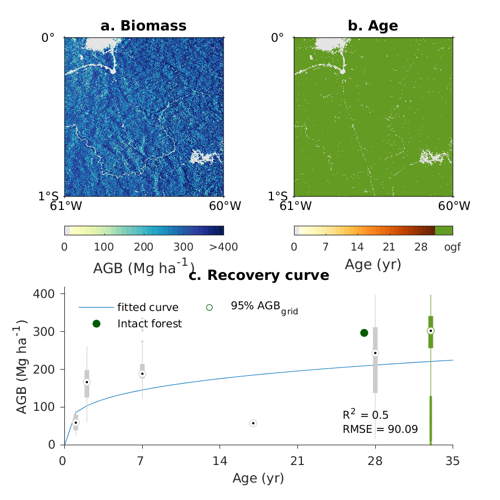 a. Biomass
b. Age
0°
0°
1°S
1°S
61°W
60°W
61°W
60°W
0 100 200 300 >400
0 7 14 21 28 ogf
AGB (Mg ha-1)
Age (yr)
c. Recovery curve
fitted curve
95% AGBgrid
Intact forest
400
300
200
100
0
AGB (Mg ha-1)
R2 = 0.5
RMSE = 90.09
0 7 14 21 28 35
Age (yr)